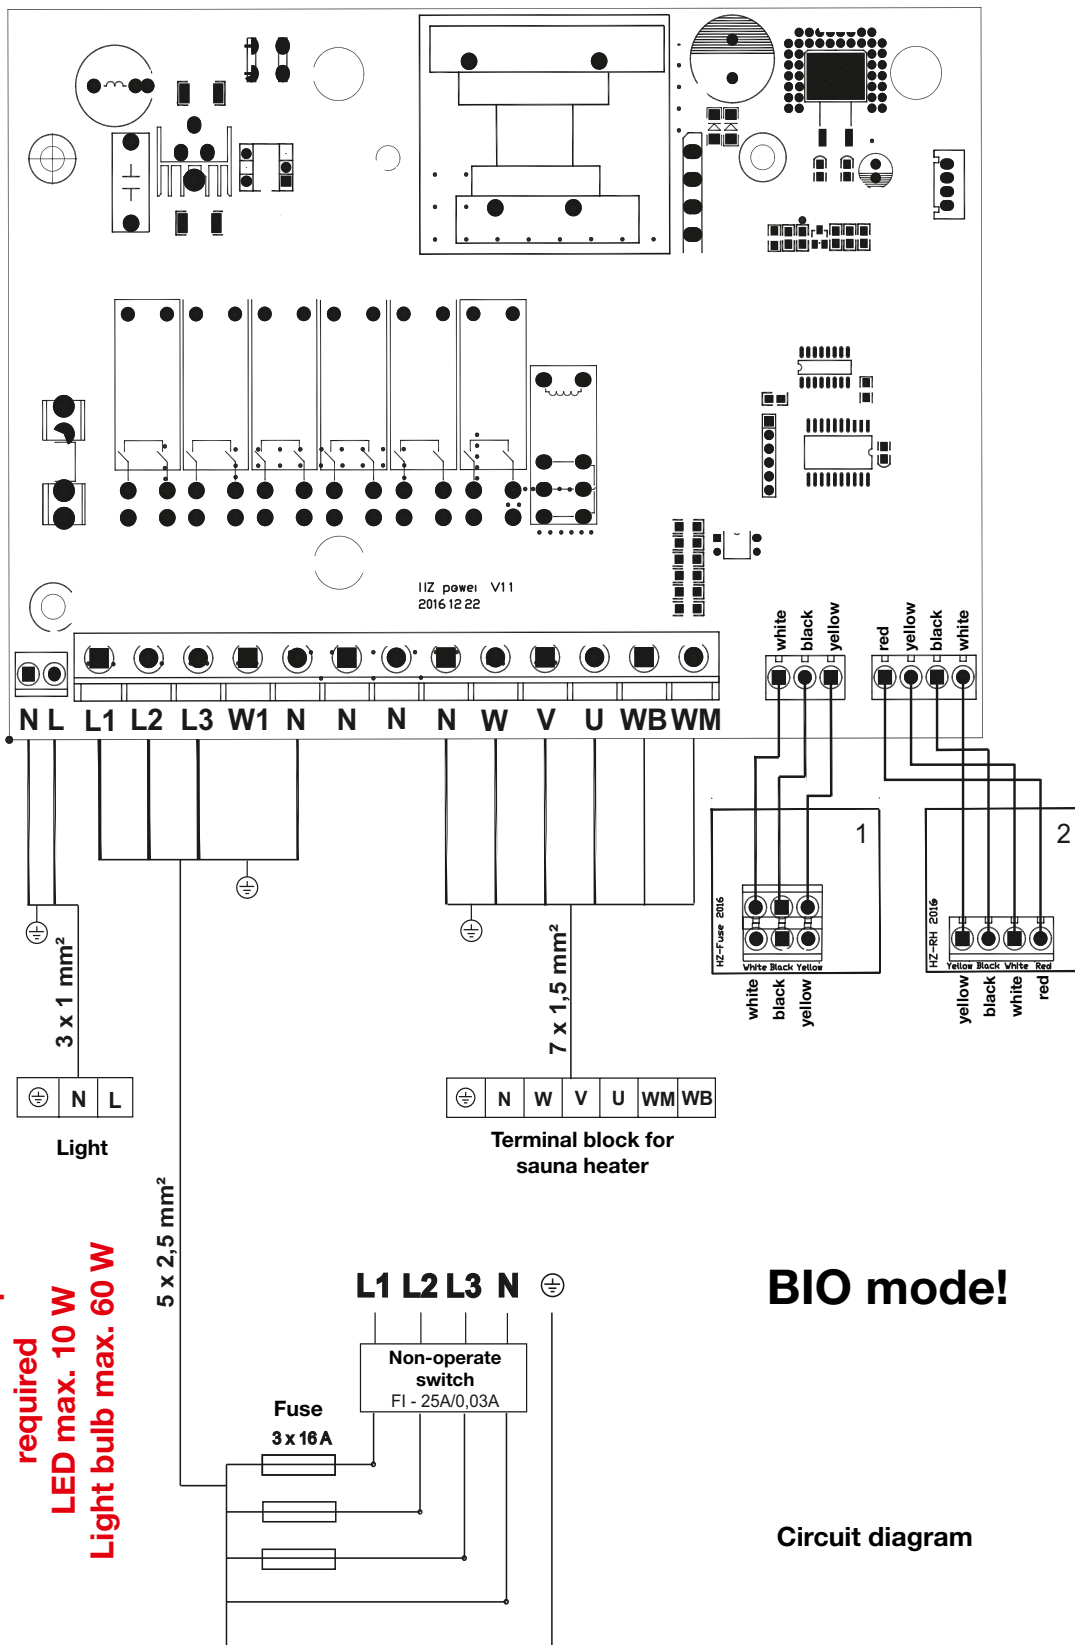 IIZ power V11
2016 12 22
white
black
yellow
red
yellow
black
white
N L L1 L2 L3 W1 N N N N W V U WB WM
1
2
HZ-Fuse 2016
HZ-RH 2016
White Black Yellow
Yellow Black White Red
white
black
yellow
yellow
black
white
red
3 x 1 mm²
7 x 1,5 mm²
N L
Light
N W V U WM WB
Terminal block for
sauna heater
5 x 2,5 mm²
required
LED max. 10 W
Light bulb max. 60 W
L1 L2 L3 N
Non-operate
switch
FI - 25A/0,03A
Fuse
3 x 16 A
BIO mode!
Circuit diagram